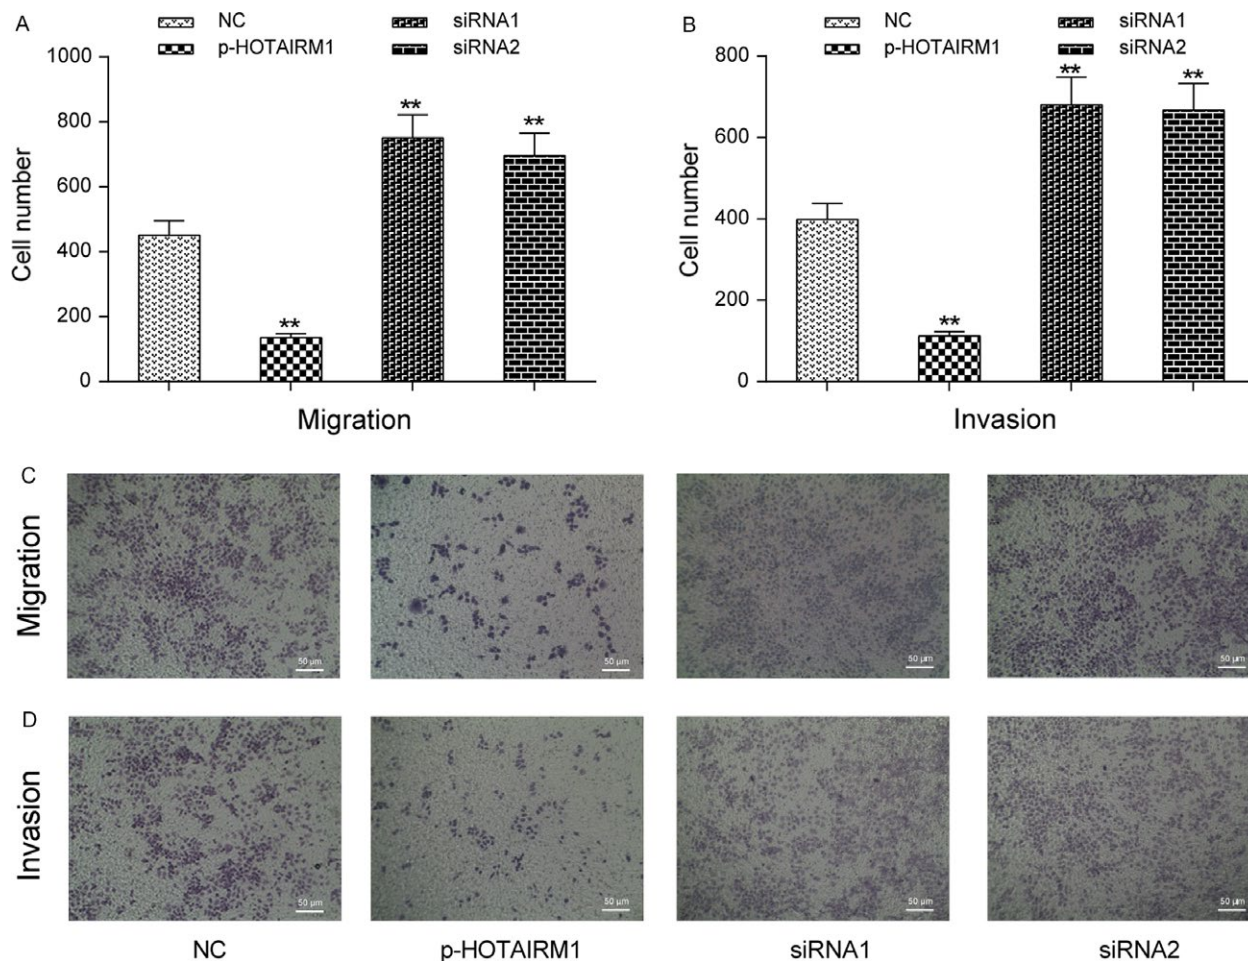 A
NC
siRNA1
p-HOTAIRM1
siRNA2
1000
800
600
400
200
0
Cell number
**
**
**
Migration
B
NC
siRNA1
p-HOTAIRM1
siRNA2
800
600
400
200
0
Cell number
**
**
**
Invasion
C
Migration
50 µm
50 µm
50 µm
50 µm
D
Invasion
50 µm
50 µm
50 µm
50 µm
NC
p-HOTAIRM1
siRNA1
siRNA2